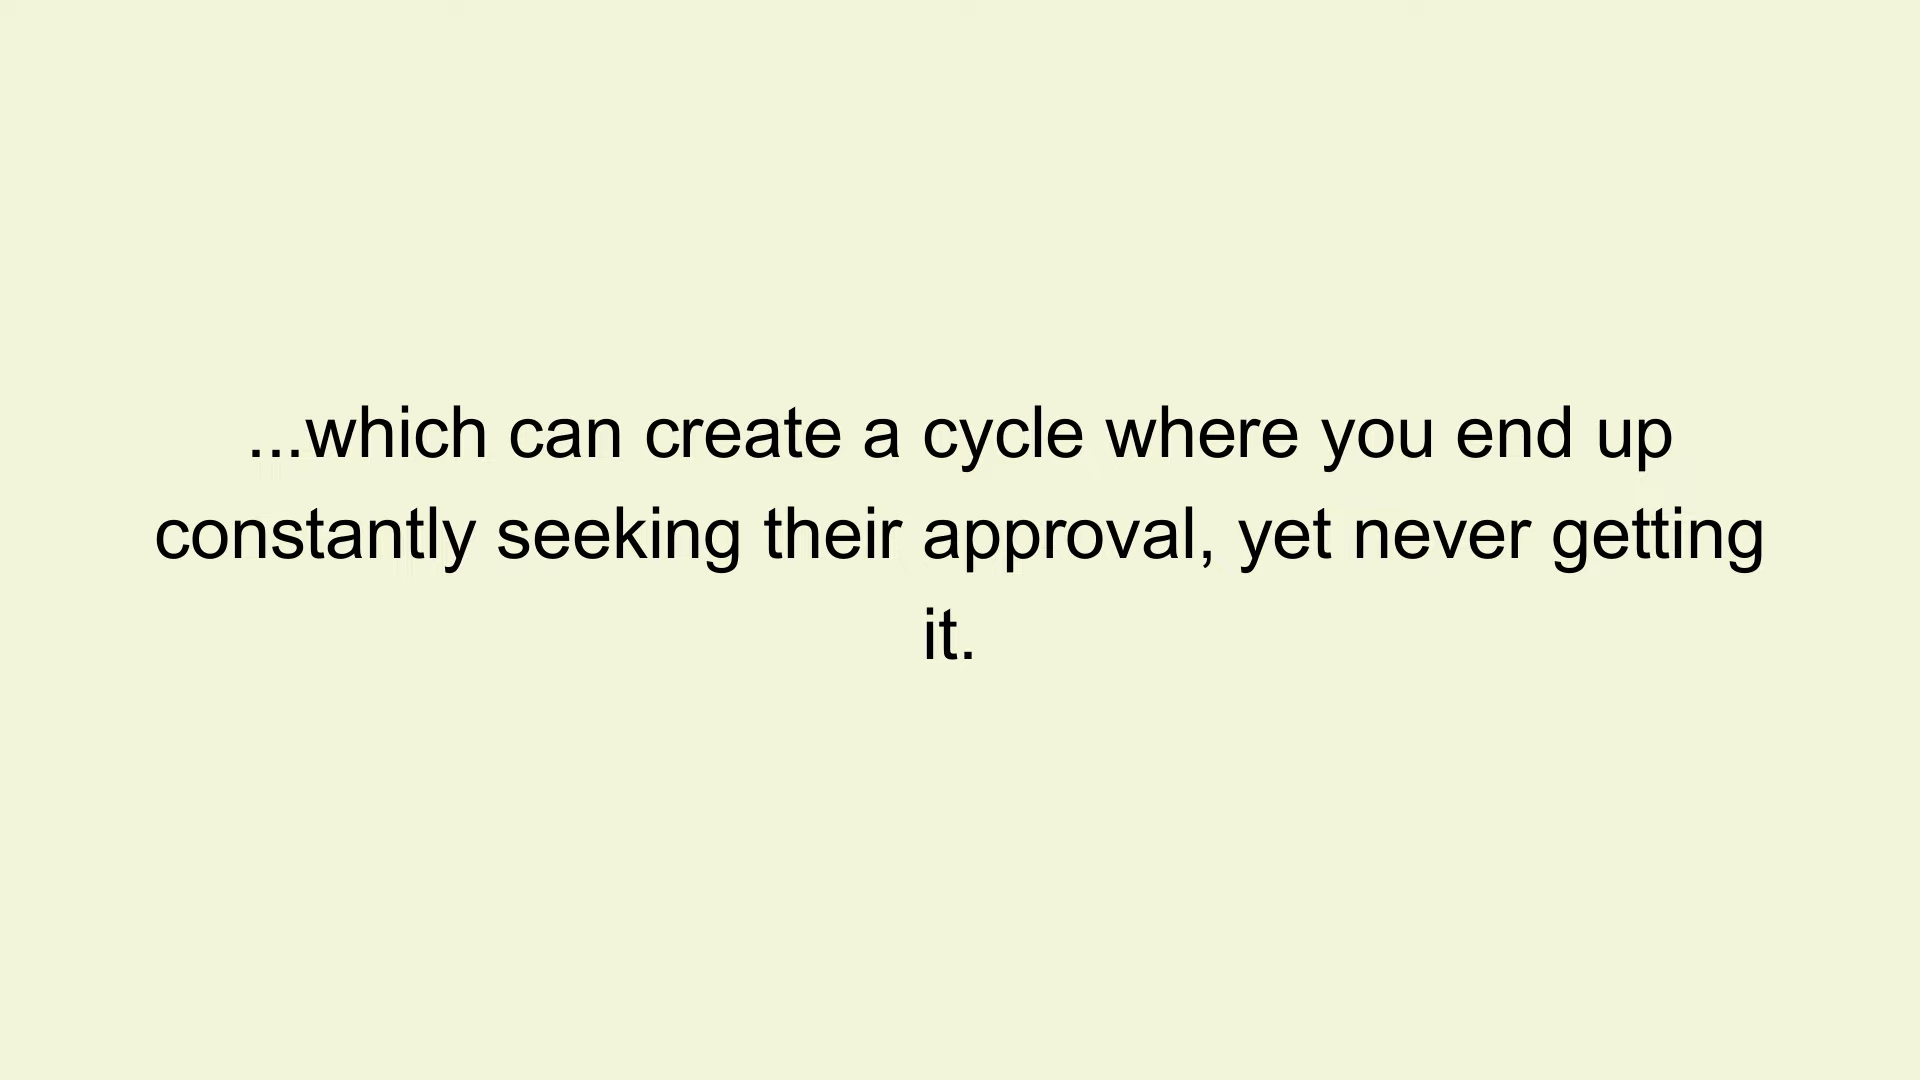 ...which can create a cycle where you end up
constantly seeking their approval, yet never getting
it.